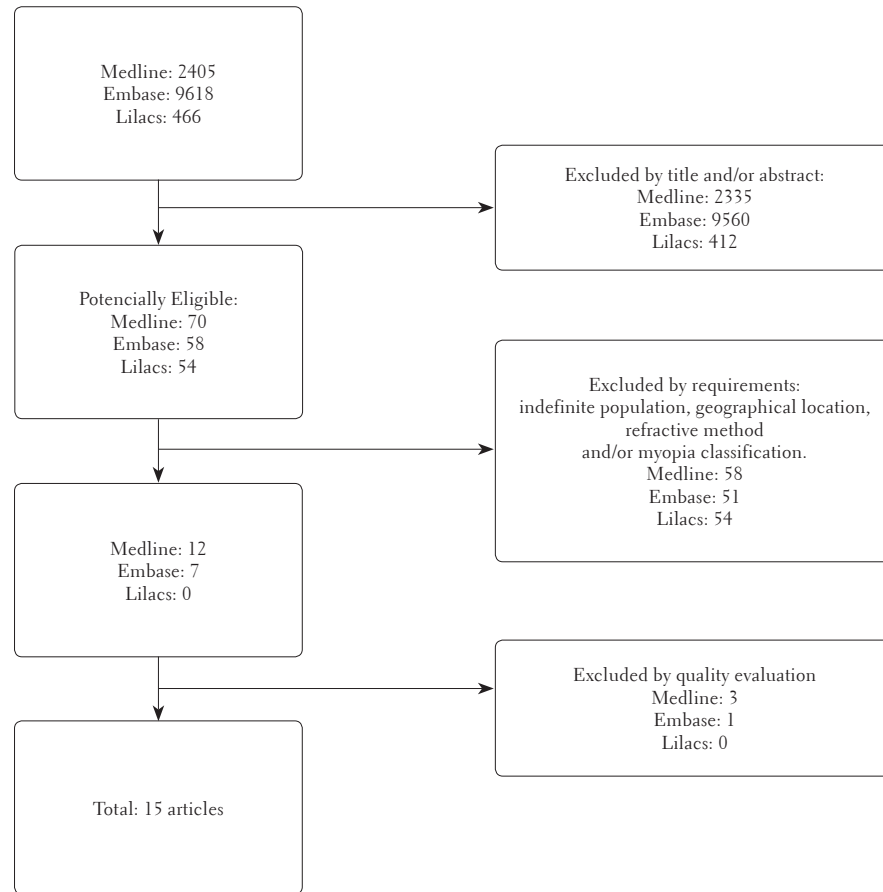 Medline: 2405
Embase: 9618
Lilacs: 466
Excluded by title and/or abstract:
Medline: 2335
Embase: 9560
Lilacs: 412
Potencially Eligible:
Medline: 70
Embase: 58
Lilacs: 54
Excluded by requirements:
indefinite population, geographical location,
refractive method
and/or myopia classification.
Medline: 58
Embase: 51
Lilacs: 54
Medline: 12
Embase: 7
Lilacs: 0
Excluded by quality evaluation
Medline: 3
Embase: 1
Lilacs: 0
Total: 15 articles